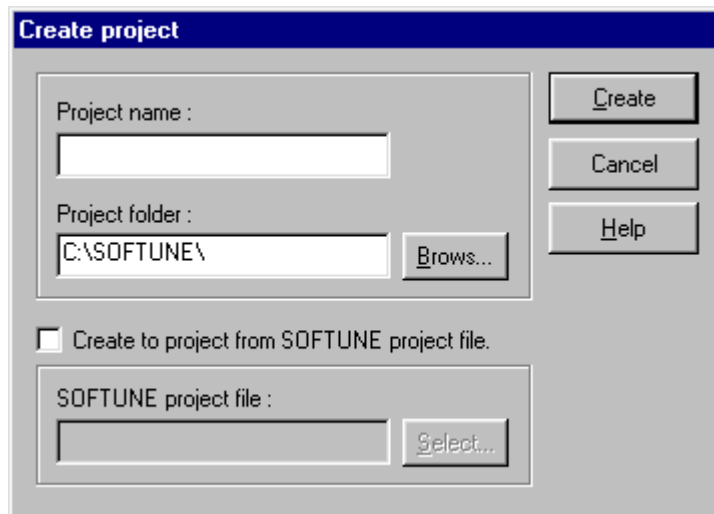 Create project
Project name :
Create
Cancel
Project folder :
C:\SOFTUNE\
Brows...
Help
Create to project from SOFTUNE project file.
SOFTUNE project file :
Select...